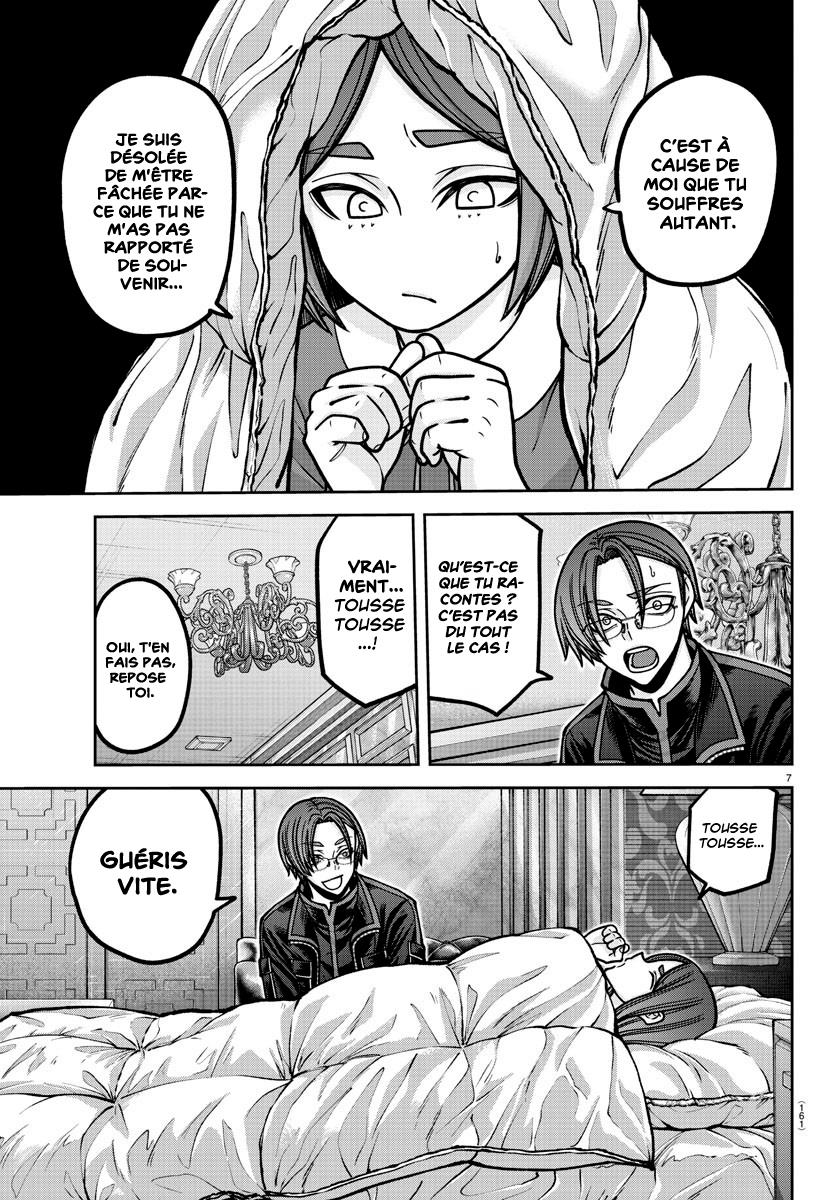 C'EST À
CAUSE DE
MOI QUE TU
SOUFFRES
AUTANT.
JE SUIS
DÉSOLÉE
DE M'ÊTRE
FÂCHÉE PAR-
CE QUE TU NE
M'AS PAS
RAPPORTÉ
DE SOU-
VENIR...
QU'EST-CE
QUE TU RA-
CONTES ?
C'EST PAS
DU TOUT
LE CAS !
VRAI-
MENT...
TOUSSE
TOUSSE
...!
OUI, T'EN
FAIS PAS,
REPOSE
TOI.
7
TOUSSE
TOUSSE...
GUÉRIS
VITE.
(161)